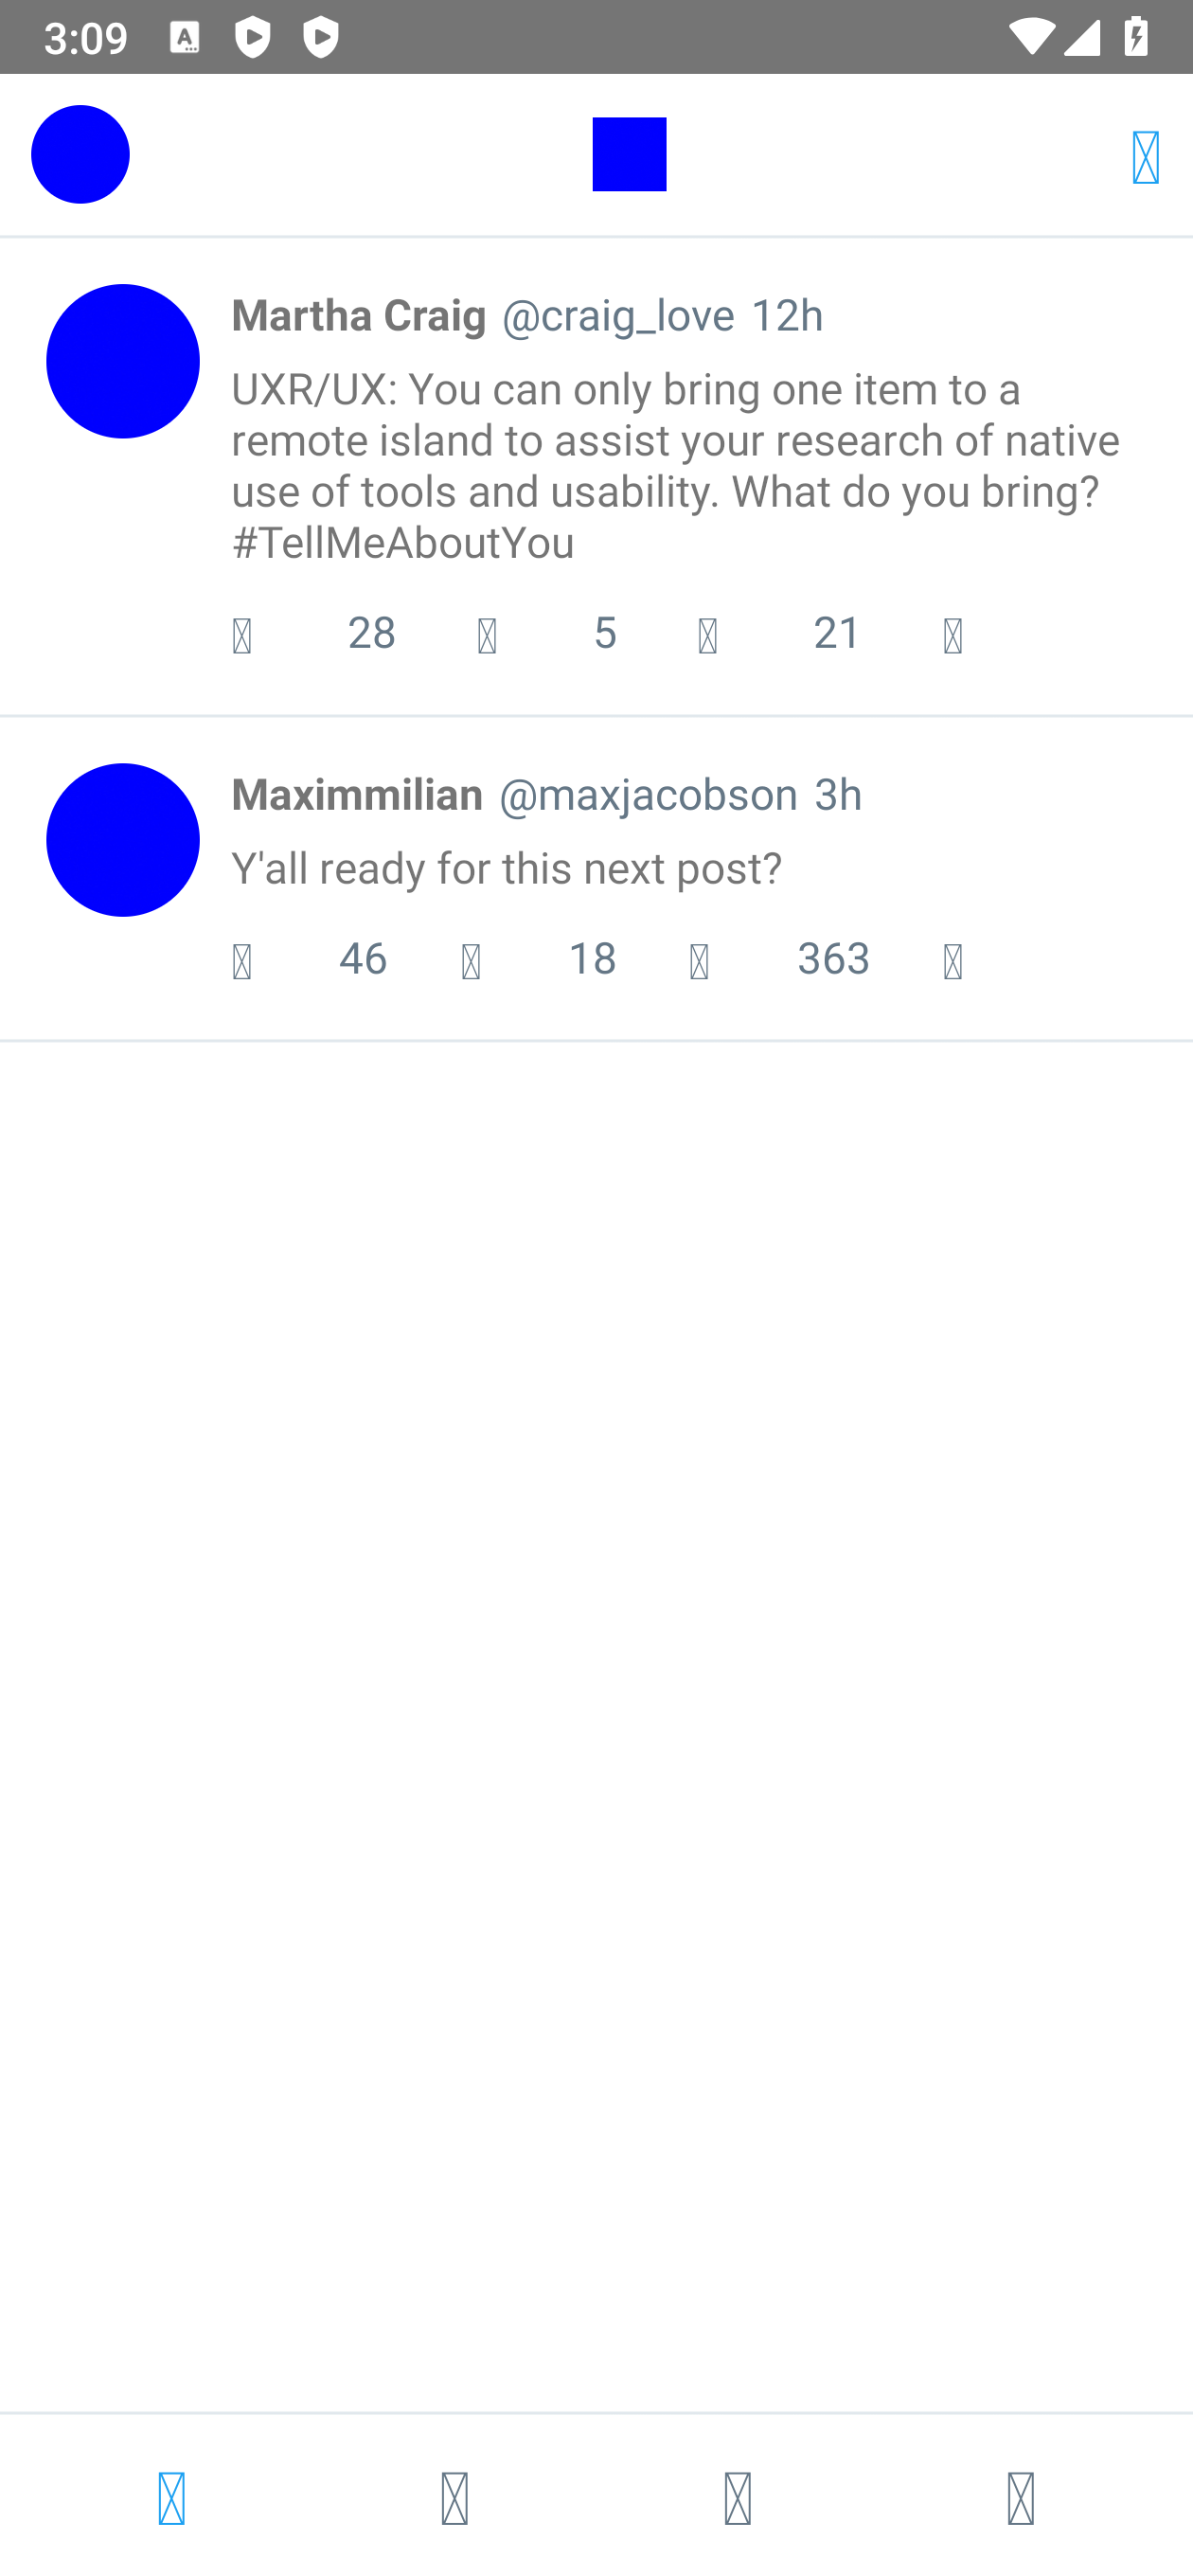 3:09
Martha Craig @craig_love 12h
UXR/UX: You can only bring one item to a
remote island to assist your research of native
use of tools and usability. What do you bring?
#TellMeAboutYou
28 5 21
Maximmilian @maxjacobson 3h
Y'all ready for this next post?
46 18 363